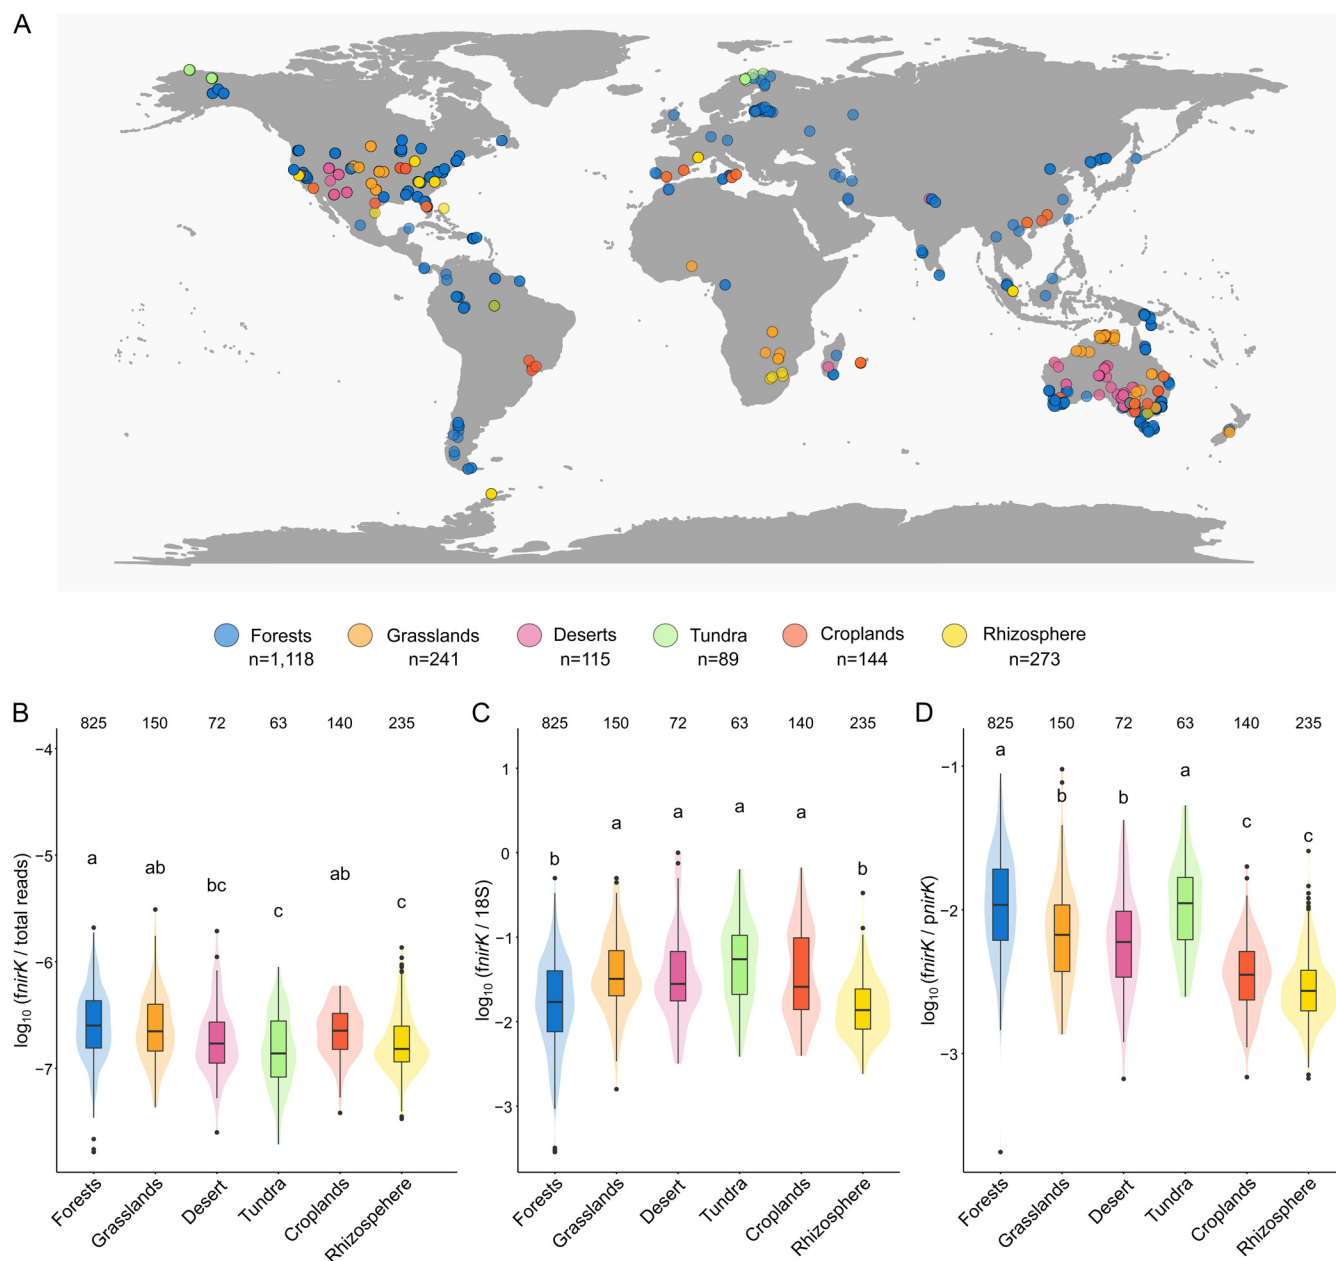 A
Forests Grasslands Deserts Tundra Croplands Rhizosphere
n=1,118 n=241 n=115 n=89 n=144 n=273
B
825 150 72 63 140 235
−4
−5
−6
−7
log10 (fnirK / total reads)
a ab bc c ab c
Forests Grasslands Desert Tundra Croplands Rhizospehre
C
825 150 72 63 140 235
1
0
−1
−2
−3
log10 (fnirK / 18S)
b a a a a b
Forests Grasslands Desert Tundra Croplands Rhizosphere
D
825 150 72 63 140 235
−1
−2
−3
log10 (fnirK / pnirK)
a b b a c c
Forests Grasslands Desert Tundra Croplands Rhizosphere